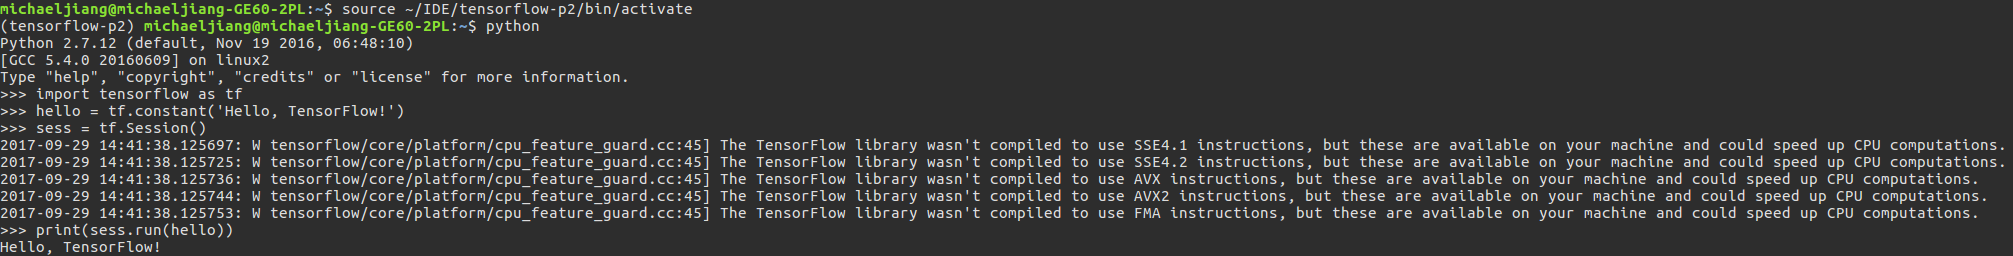 michaeljiang@michaeljiang-GE60-2PL:~$ source ~/IDE/tensorflow-p2/bin/activate
(tensorflow-p2) michaeljiang@michaeljiang-GE60-2PL:~$ python
Python 2.7.12 (default, Nov 19 2016, 06:48:10)
[GCC 5.4.0 20160609] on linux2
Type "help", "copyright", "credits" or "license" for more information.
>>> import tensorflow as tf
>>> hello = tf.constant('Hello, TensorFlow!')
>>> sess = tf.Session()
2017-09-29 14:41:38.125697: W tensorflow/core/platform/cpu_feature_guard.cc:45] The TensorFlow library wasn't compiled to use SSE4.1 instructions, but these are available on your machine and could speed up CPU computations.
2017-09-29 14:41:38.125725: W tensorflow/core/platform/cpu_feature_guard.cc:45] The TensorFlow library wasn't compiled to use SSE4.2 instructions, but these are available on your machine and could speed up CPU computations.
2017-09-29 14:41:38.125736: W tensorflow/core/platform/cpu_feature_guard.cc:45] The TensorFlow library wasn't compiled to use AVX instructions, but these are available on your machine and could speed up CPU computations.
2017-09-29 14:41:38.125744: W tensorflow/core/platform/cpu_feature_guard.cc:45] The TensorFlow library wasn't compiled to use AVX2 instructions, but these are available on your machine and could speed up CPU computations.
2017-09-29 14:41:38.125753: W tensorflow/core/platform/cpu_feature_guard.cc:45] The TensorFlow library wasn't compiled to use FMA instructions, but these are available on your machine and could speed up CPU computations.
>>> print(sess.run(hello))
Hello, TensorFlow!